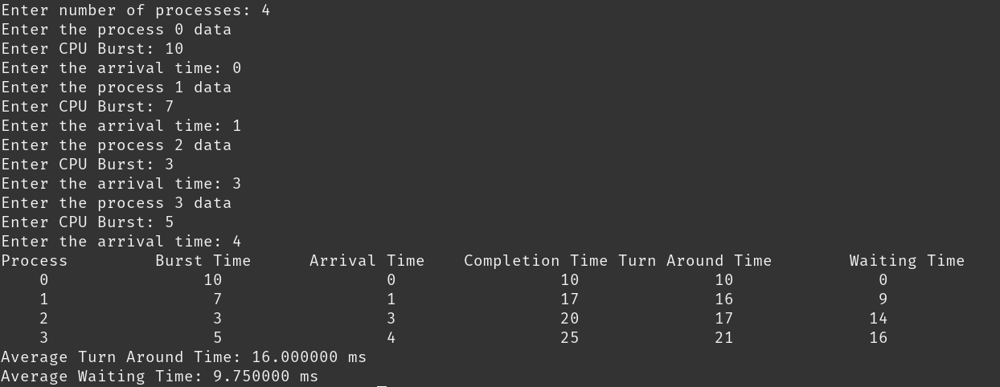 Enter number of processes: 4
Enter the process 0 data
Enter CPU Burst: 10
Enter the arrival time: 0
Enter the process 1 data
Enter CPU Burst: 7
Enter the arrival time: 1
Enter the process 2 data
Enter CPU Burst: 3
Enter the arrival time: 3
Enter the process 3 data
Enter CPU Burst: 5
Enter the arrival time: 4
Process Burst Time Arrival Time Completion Time Turn Around Time Waiting Time
0 10 0 10 10 0
1 7 1 17 16 9
2 3 3 20 17 14
3 5 4 25 21 16
Average Turn Around Time: 16.000000 ms
Average Waiting Time: 9.750000 ms